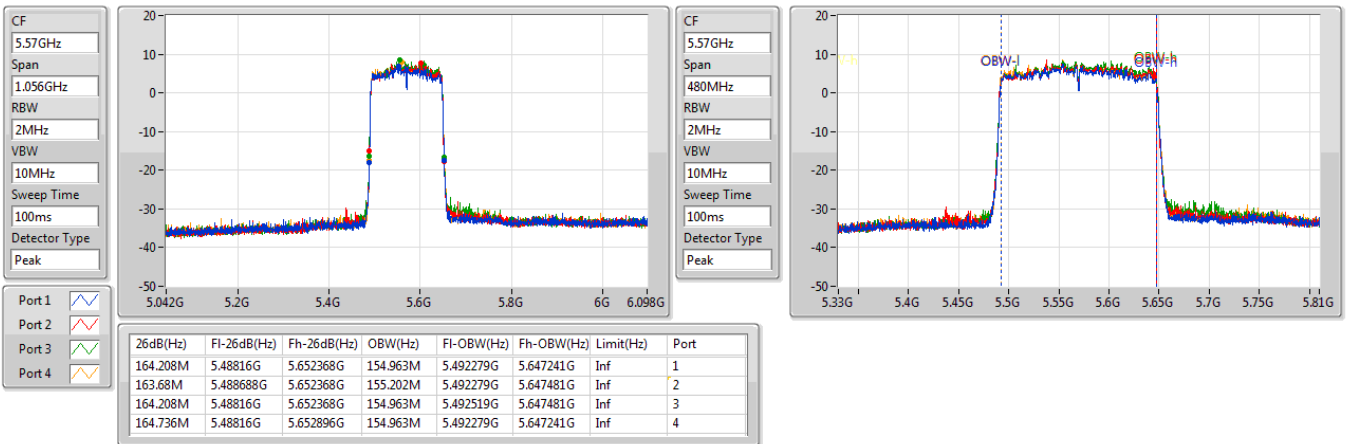 CF
5.57GHz
Span
1.056GHz
RBW
2MHz
VBW
10MHz
Sweep Time
100ms
Detector Type
Peak
20
10
0
-10
-20
-30
-40
-50
5.042G 5.2G 5.4G 5.6G 5.8G 6G 6.098G
CF
5.57GHz
Span
480MHz
RBW
2MHz
VBW
10MHz
Sweep Time
100ms
Detector Type
Peak
20
10
0
-10
-20
-30
-40
-50
OBW-l
OBW-h
5.33G 5.4G 5.45G 5.5G 5.55G 5.6G 5.65G 5.7G 5.75G 5.81G
Port 1
Port 2
Port 3
Port 4
26dB(Hz) Fl-26dB(Hz) Fh-26dB(Hz) OBW(Hz) Fl-OBW(Hz) Fh-OBW(Hz) Limit(Hz) Port
164.208M 5.48816G 5.652368G 154.963M 5.492279G 5.647241G Inf 1
163.68M 5.488688G 5.652368G 155.202M 5.492279G 5.647481G Inf 2
164.208M 5.48816G 5.652368G 154.963M 5.492519G 5.647481G Inf 3
164.736M 5.48816G 5.652896G 154.963M 5.492279G 5.647241G Inf 4